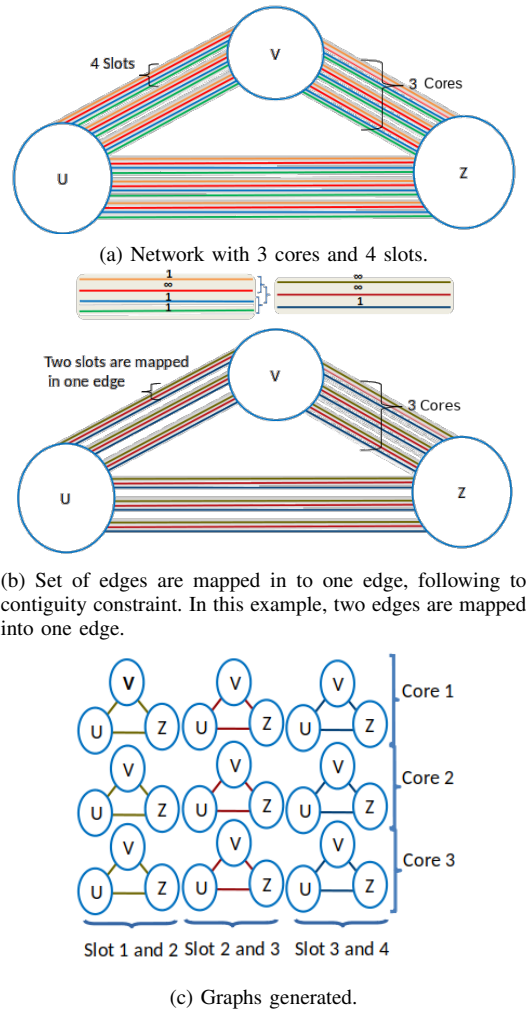 V
4 Slots
3 Cores
U
Z
(a) Network with 3 cores and 4 slots.
1
∞
1
1
∞
∞
1
Two slots are mapped
in one edge
V
3 Cores
U
Z
(b) Set of edges are mapped in to one edge, following to
contiguity constraint. In this example, two edges are mapped
into one edge.
V V V
Core 1
U Z U Z U Z
V V V
Core 2
U Z U Z U Z
V V V
Core 3
U Z U Z U Z
Slot 1 and 2 Slot 2 and 3 Slot 3 and 4
(c) Graphs generated.